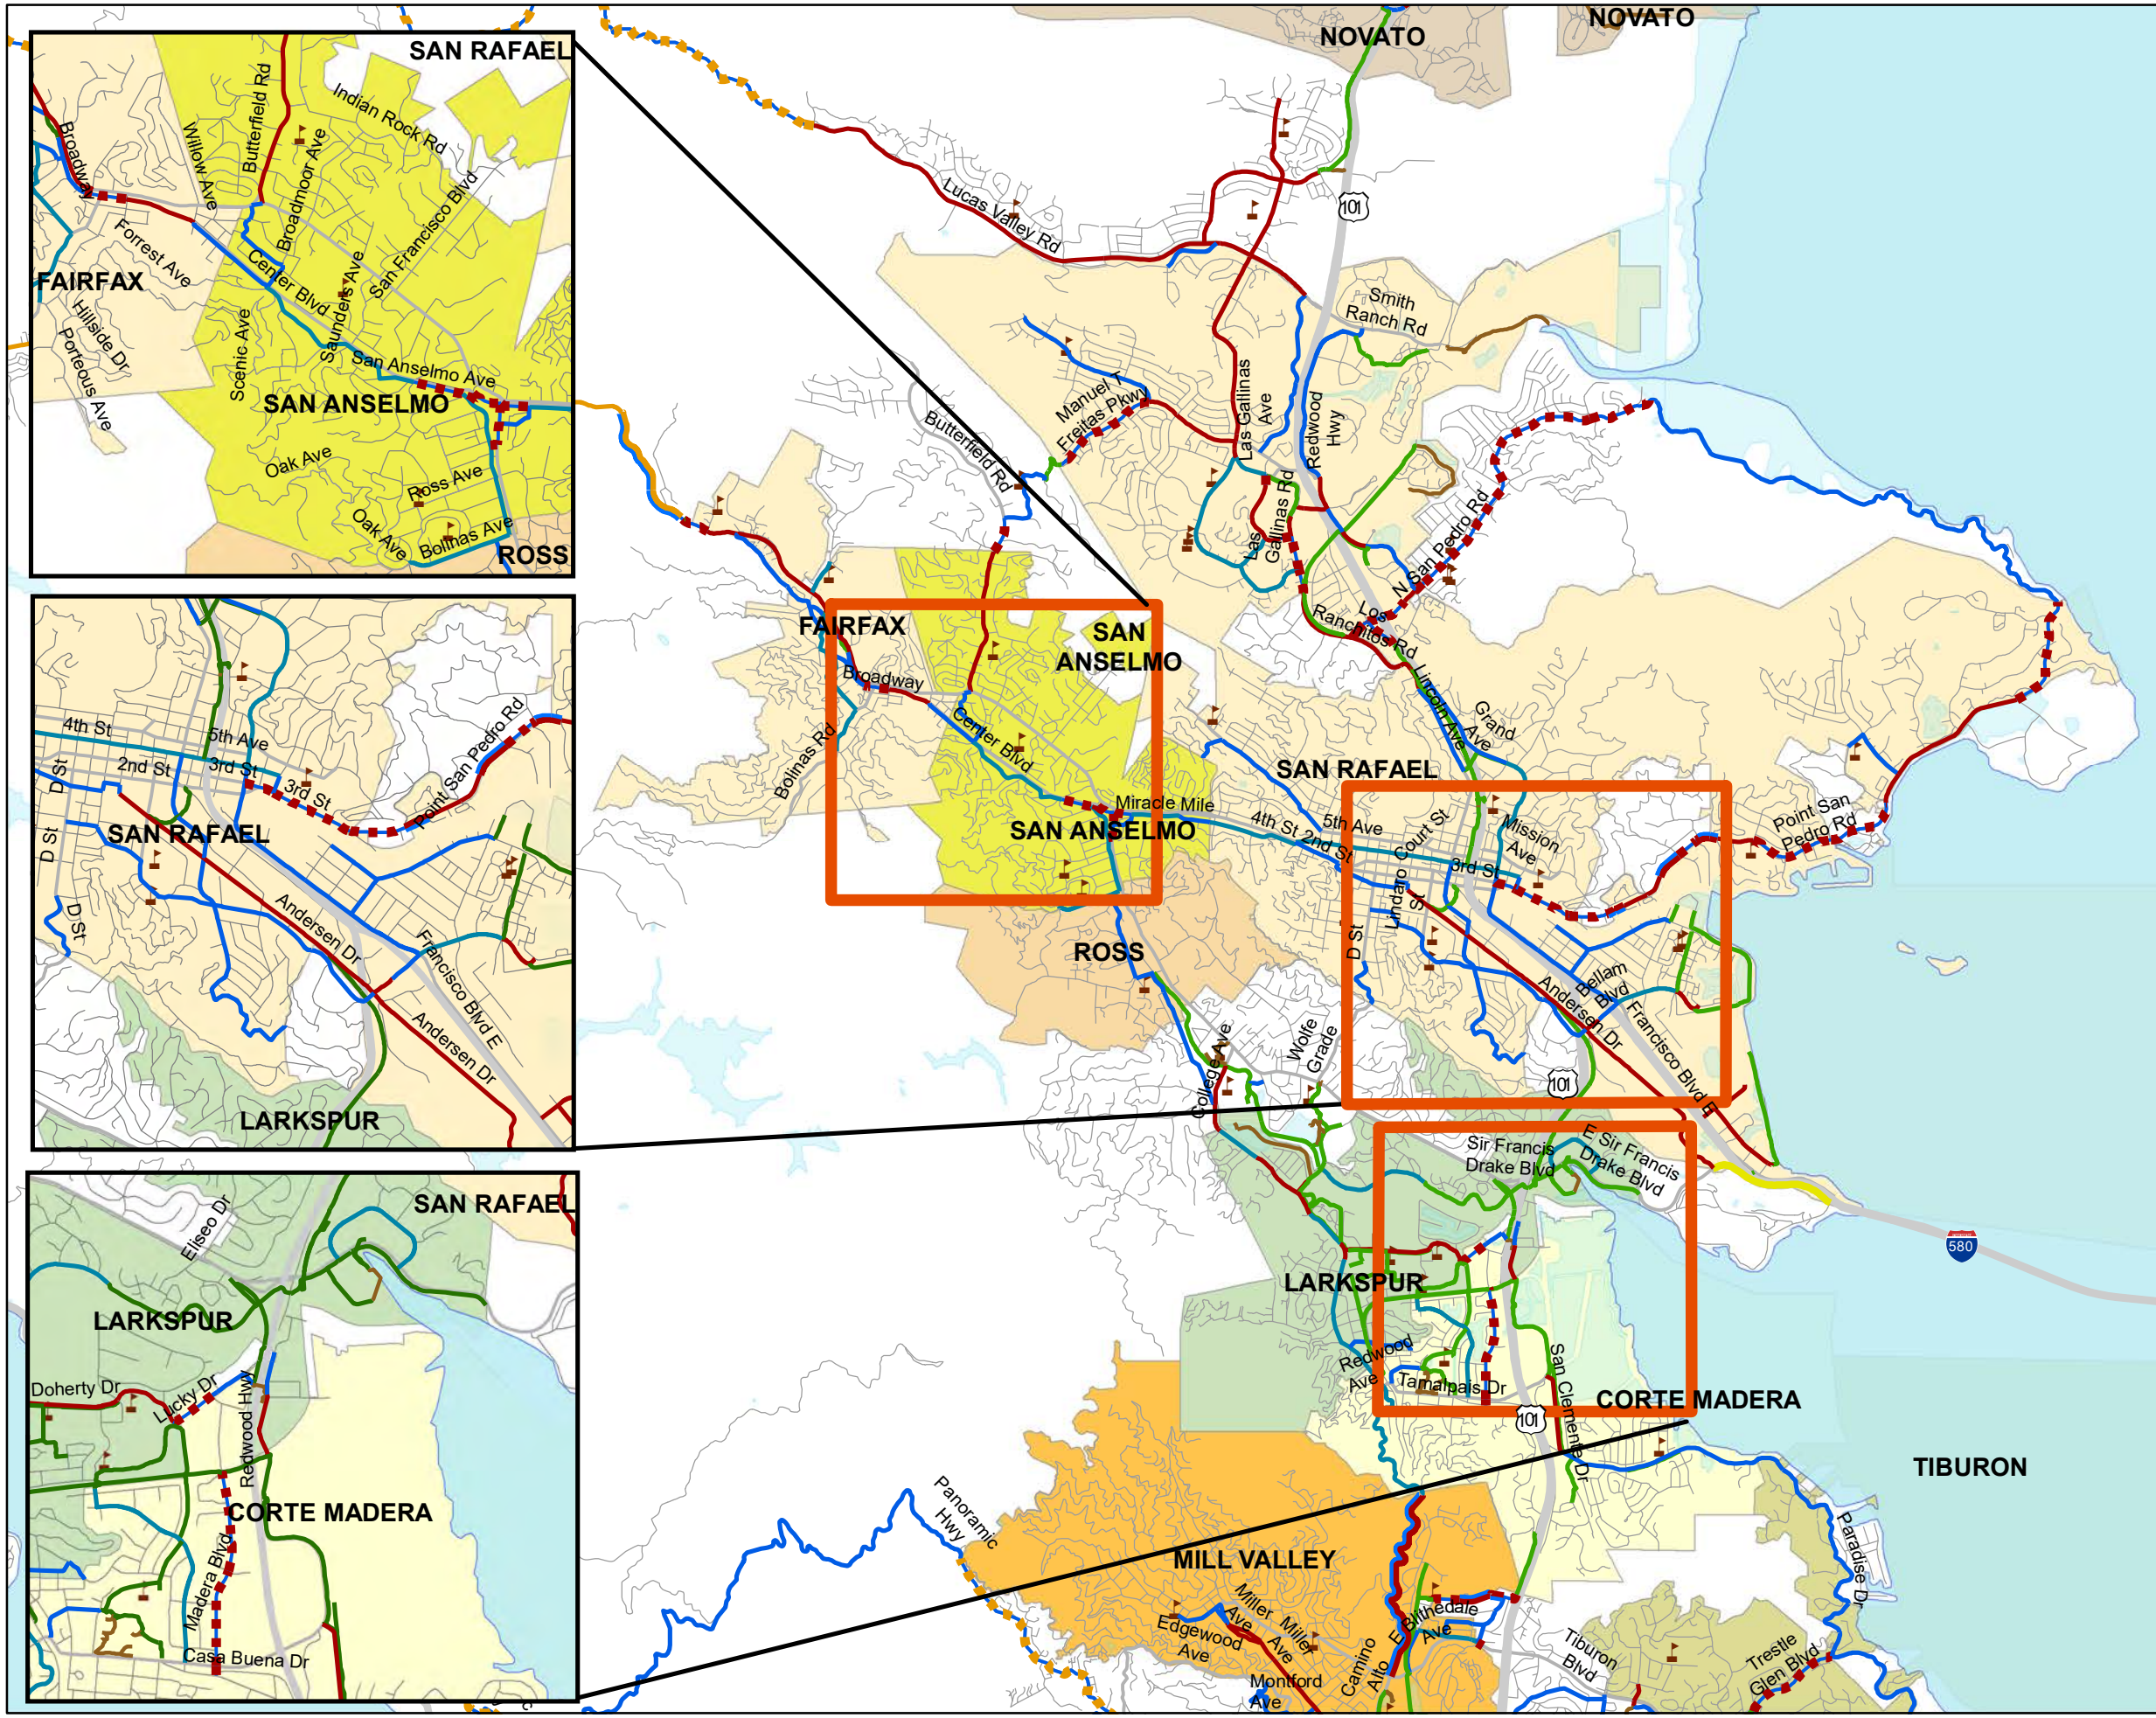 SAN RAFAEL
Butterfield Rd
Indian Rock Rd
Broadway
Willow Ave
Broadmoor Ave
San Francisco Blvd
Forrest Ave
FAIRFAX
Center Blvd
Saunders Ave
Hillside Dr
Porteous Ave
Scenic Ave
San Anselmo Ave
SAN ANSELMO
Oak Ave
Ross Ave
Oak Ave
Bolinas Ave
ROSS
4th St
5th Ave
2nd St
3rd St
3rd St
D St
Point San Pedro Rd
SAN RAFAEL
D St
D St
Andersen Dr
Francisco Blvd E
Andersen Dr
LARKSPUR
Eliseo Dr
SAN RAFAEL
LARKSPUR
Doherty Dr
Lucky Dr
Redwood Hwy
CORTE MADERA
Madera Blvd
Casa Buena Dr
NOVATO
NOVATO
Lucas Valley Rd
101
Smith
Ranch Rd
Manuel T
Freitas Pkwy
Las Gallinas
Ave
Redwood
Hwy
Butterfield Rd
Las
Gallinas Rd
N San Pedro Rd
Los
Ranchitos Rd
FAIRFAX
SAN
ANSELMO
Broadway
Lincoln Ave
Grand
Ave
Center Blvd
Bolinas Rd
SAN RAFAEL
Miracle Mile
SAN ANSELMO
4th St
2nd St
5th Ave
Lindaro
St
Court St
3rd St
Mission
Ave
Point San
Pedro Rd
ROSS
D St
Bellam
Blvd
Andersen Dr
Francisco Blvd E
College Ave
Wolfe
Grade
101
Sir Francis
Drake Blvd
E Sir Francis
Drake Blvd
580
LARKSPUR
Redwood
Ave
Tamalpais Dr
San Clemente Dr
CORTE MADERA
101
TIBURON
Panoramic
Hwy
MILL VALLEY
Paradise Dr
Miller
Ave
Miller
Ave
Edgewood
Ave
E Blithedale
Ave
Camino
Alto
Montford
Ave
Tiburon
Blvd
Trestle
Glen Blvd